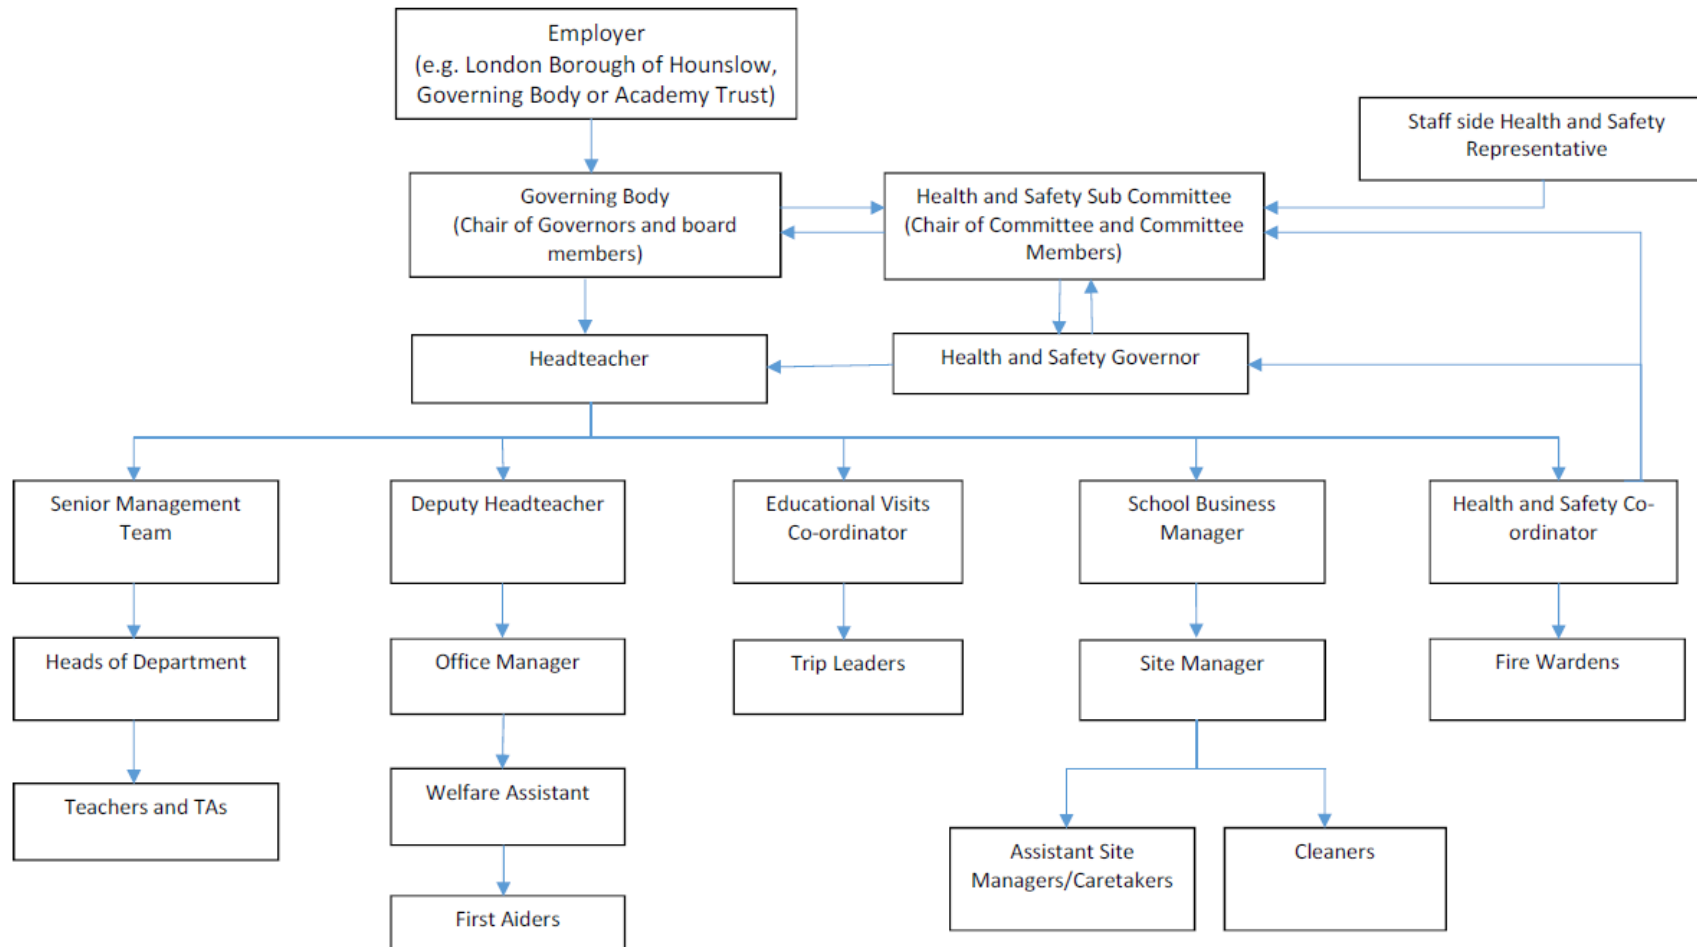 Employer
(e.g. London Borough of Hounslow,
Governing Body or Academy Trust)
Staff side Health and Safety
Representative
Governing Body
(Chair of Governors and board
members)
Health and Safety Sub Committee
(Chair of Committee and Committee
Members)
Headteacher
Health and Safety Governor
Senior Management
Team
Deputy Headteacher
Educational Visits
Co-ordinator
School Business
Manager
Health and Safety Co-
ordinator
Heads of Department
Office Manager
Trip Leaders
Site Manager
Fire Wardens
Teachers and TAs
Welfare Assistant
Assistant Site
Managers/Caretakers
Cleaners
First Aiders